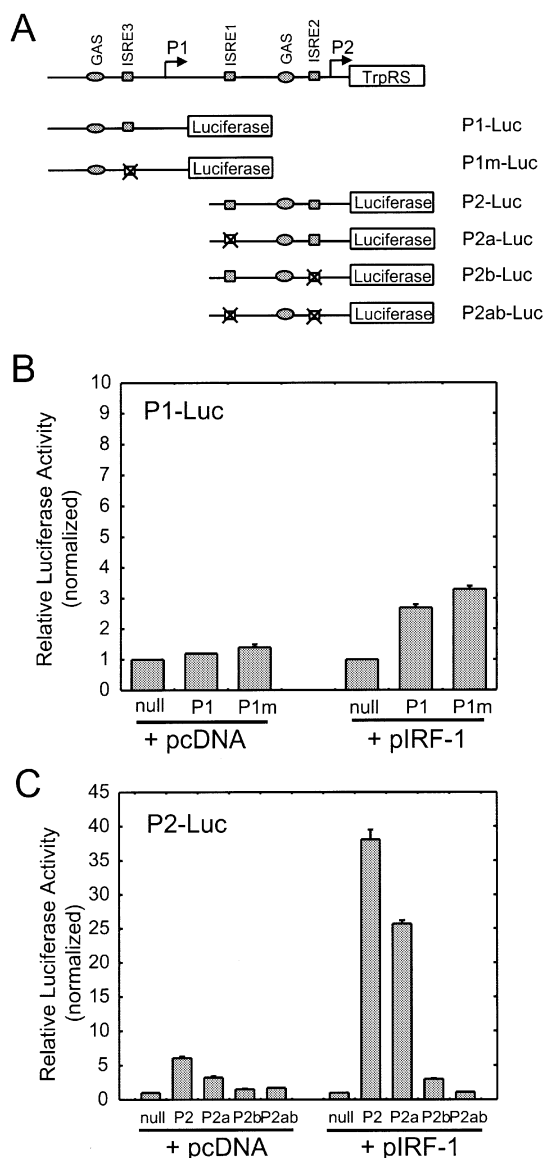 A
GAS
ISRE3
P1
ISRE1
GAS
ISRE2
P2
TrpRS
Luciferase
P1-Luc
Luciferase
P1m-Luc
Luciferase
P2-Luc
Luciferase
P2a-Luc
Luciferase
P2b-Luc
Luciferase
P2ab-Luc
B
P1-Luc
Relative Luciferase Activity
(normalized)
10
9
8
7
6
5
4
3
2
1
0
null P1 P1m
null P1 P1m
+ pcDNA
+ pIRF-1
C
P2-Luc
Relative Luciferase Activity
(normalized)
45
40
35
30
25
20
15
10
5
0
null P2 P2a P2b P2ab
null P2 P2a P2b P2ab
+ pcDNA
+ pIRF-1